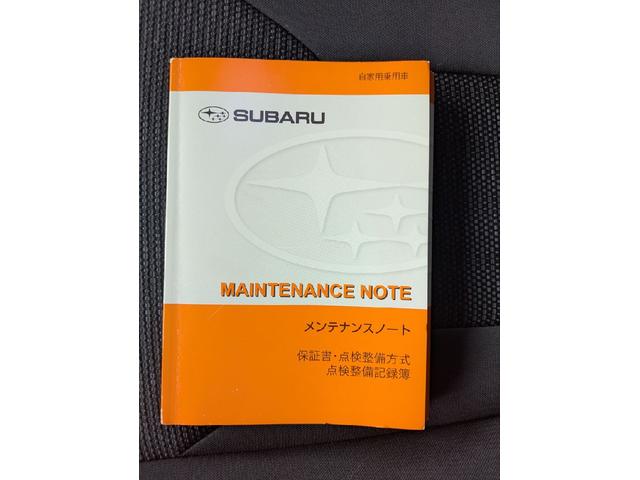 自家用乗用車
SUBARU
MAINTENANCE NOTE
メンテナンスノート
保証書・点検整備方式
点検整備記録簿